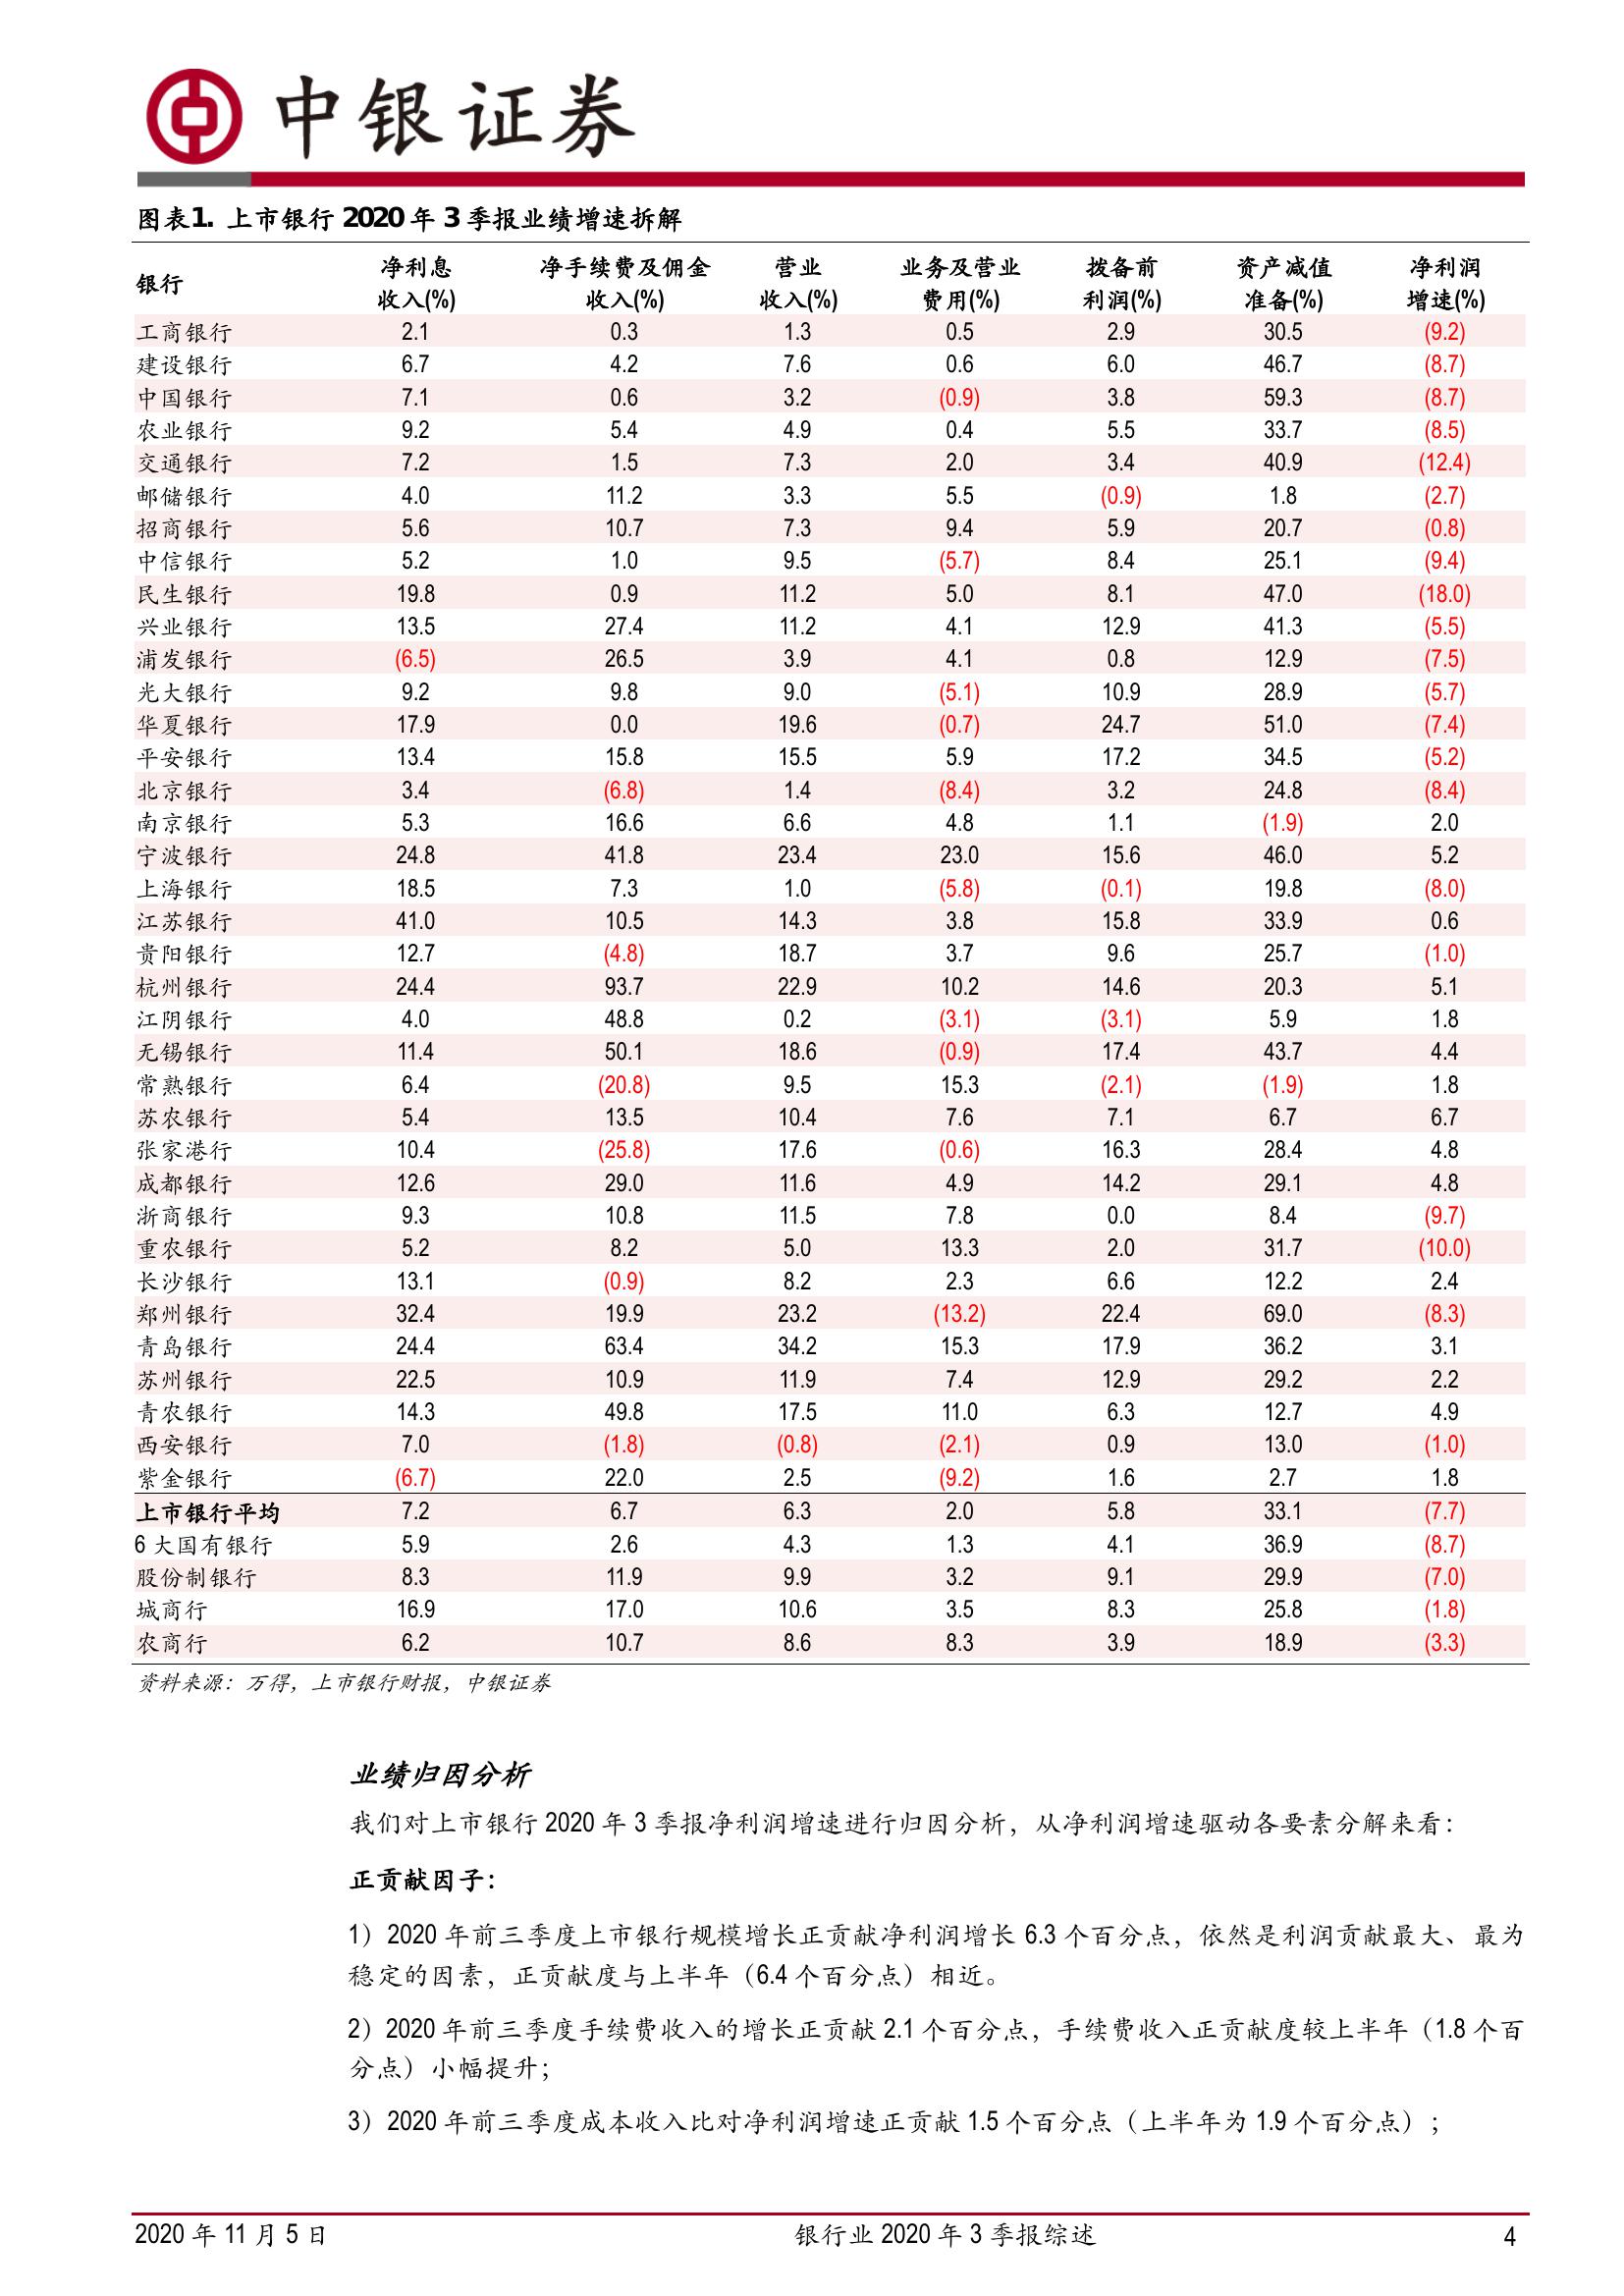 中银证券
图表1. 上市银行 2020 年 3 季报业绩增速拆解
银行 净利息收入(%) 净手续费及佣金收入(%) 营业收入(%) 业务及营业费用(%) 拨备前利润(%) 资产减值准备(%) 净利润增速(%)
工商银行 2.1 0.3 1.3 0.5 2.9 30.5 (9.2)
建设银行 6.7 4.2 7.6 0.6 6.0 46.7 (8.7)
中国银行 7.1 0.6 3.2 (0.9) 3.8 59.3 (8.7)
农业银行 9.2 5.4 4.9 0.4 5.5 33.7 (8.5)
交通银行 7.2 1.5 7.3 2.0 3.4 40.9 (12.4)
邮储银行 4.0 11.2 3.3 5.5 (0.9) 1.8 (2.7)
招商银行 5.6 10.7 7.3 9.4 5.9 20.7 (0.8)
中信银行 5.2 1.0 9.5 (5.7) 8.4 25.1 (9.4)
民生银行 19.8 0.9 11.2 5.0 8.1 47.0 (18.0)
兴业银行 13.5 27.4 11.2 4.1 12.9 41.3 (5.5)
浦发银行 (6.5) 26.5 3.9 4.1 0.8 12.9 (7.5)
光大银行 9.2 9.8 9.0 (5.1) 10.9 28.9 (5.7)
华夏银行 17.9 0.0 19.6 (0.7) 24.7 51.0 (7.4)
平安银行 13.4 15.8 15.5 5.9 17.2 34.5 (5.2)
北京银行 3.4 (6.8) 1.4 (8.4) 3.2 24.8 (8.4)
南京银行 5.3 16.6 6.6 4.8 1.1 (1.9) 2.0
宁波银行 24.8 41.8 23.4 23.0 15.6 46.0 5.2
上海银行 18.5 7.3 1.0 (5.8) (0.1) 19.8 (8.0)
江苏银行 41.0 10.5 14.3 3.8 15.8 33.9 0.6
贵阳银行 12.7 (4.8) 18.7 3.7 9.6 25.7 (1.0)
杭州银行 24.4 93.7 22.9 10.2 14.6 20.3 5.1
江阴银行 4.0 48.8 0.2 (3.1) (3.1) 5.9 1.8
无锡银行 11.4 50.1 18.6 (0.9) 17.4 43.7 4.4
常熟银行 6.4 (20.8) 9.5 15.3 (2.1) (1.9) 1.8
苏农银行 5.4 13.5 10.4 7.6 7.1 6.7 6.7
张家港行 10.4 (25.8) 17.6 (0.6) 16.3 28.4 4.8
成都银行 12.6 29.0 11.6 4.9 14.2 29.1 4.8
浙商银行 9.3 10.8 11.5 7.8 0.0 8.4 (9.7)
重农银行 5.2 8.2 5.0 13.3 2.0 31.7 (10.0)
长沙银行 13.1 (0.9) 8.2 2.3 6.6 12.2 2.4
郑州银行 32.4 19.9 23.2 (13.2) 22.4 69.0 (8.3)
青岛银行 24.4 63.4 34.2 15.3 17.9 36.2 3.1
苏州银行 22.5 10.9 11.9 7.4 12.9 29.2 2.2
青农银行 14.3 49.8 17.5 11.0 6.3 12.7 4.9
西安银行 7.0 (1.8) (0.8) (2.1) 0.9 13.0 (1.0)
紫金银行 (6.7) 22.0 2.5 (9.2) 1.6 2.7 1.8
上市银行平均 7.2 6.7 6.3 2.0 5.8 33.1 (7.7)
6 大国有银行 5.9 2.6 4.3 1.3 4.1 36.9 (8.7)
股份制银行 8.3 11.9 9.9 3.2 9.1 29.9 (7.0)
城商行 16.9 17.0 10.6 3.5 8.3 25.8 (1.8)
农商行 6.2 10.7 8.6 8.3 3.9 18.9 (3.3)
资料来源：万得，上市银行财报，中银证券
业绩归因分析
我们对上市银行 2020 年 3 季报净利润增速进行归因分析，从净利润增速驱动各要素分解来看：
正贡献因子：
1）2020 年前三季度上市银行规模增长正贡献净利润增长 6.3 个百分点，依然是利润贡献最大、最为
稳定的因素，正贡献度与上半年（6.4 个百分点）相近。
2）2020 年前三季度手续费收入的增长正贡献 2.1 个百分点，手续费收入正贡献度较上半年（1.8 个百
分点）小幅提升；
3）2020 年前三季度成本收入比对净利润增速正贡献 1.5 个百分点（上半年为 1.9 个百分点）；
2020 年 11 月 5 日 银行业 2020 年 3 季报综述 4